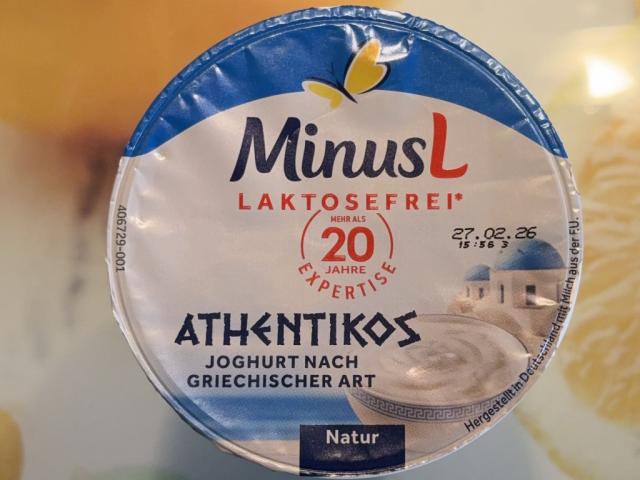 MinusL
LAKTOSEFREI*
MEHR ALS
20
JAHRE
EXPERTISE
27.02.26
15:56 3
406729-001
ATHENTIKOS
JOGHURT NACH
GRIECHISCHER ART
Natur
Hergestellt in Deutschland mit Milch aus der F.U.